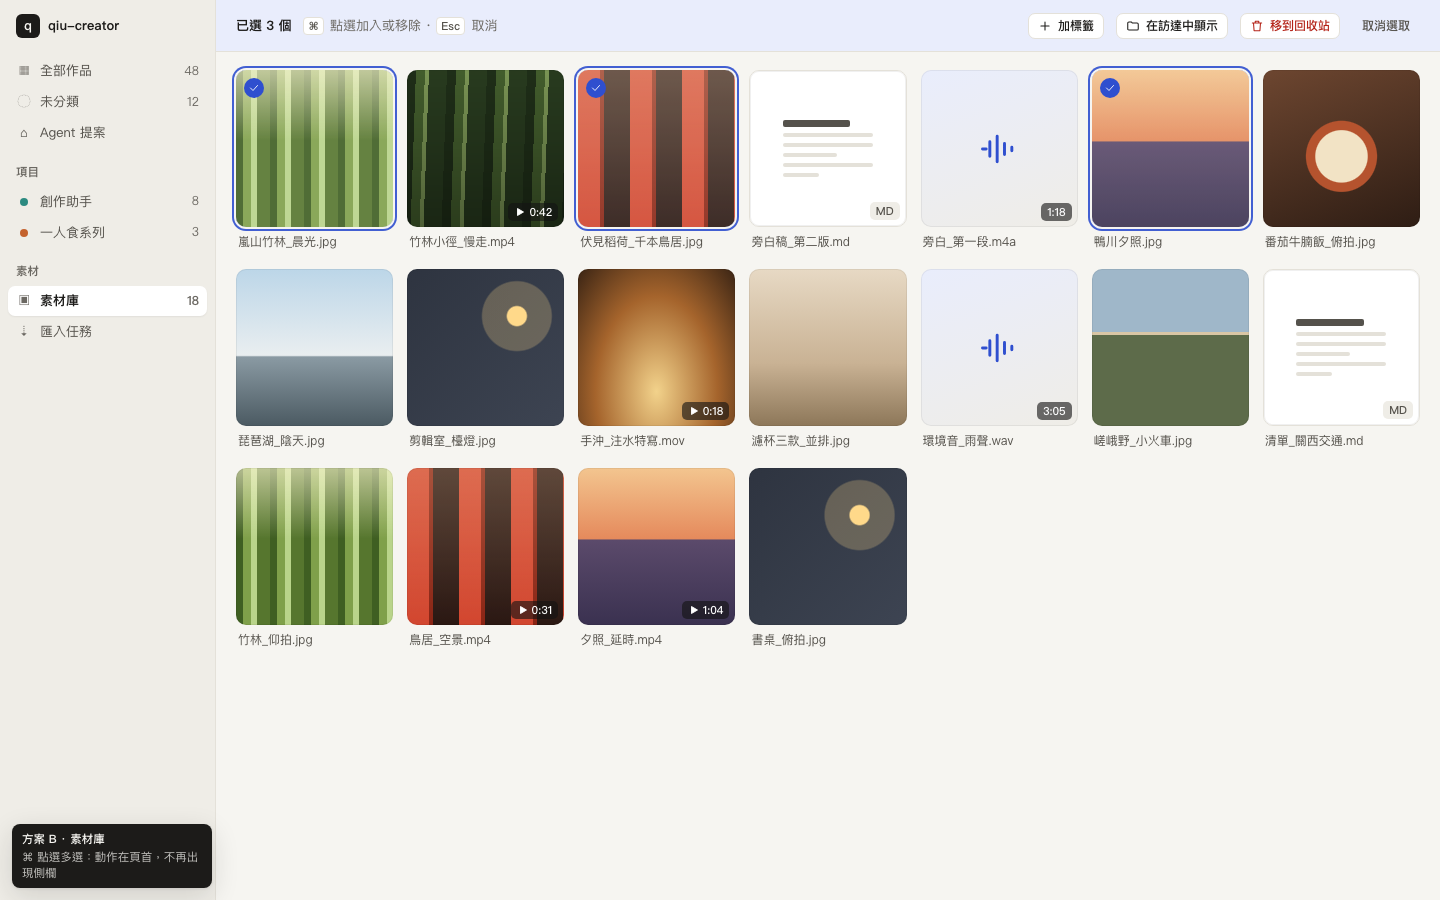 q qiu-creator
全部作品 48
未分類 12
Agent 提案
項目
創作助手 8
一人食系列 3
素材
素材庫 18
匯入任務
方案 B · 素材庫
⌘ 點選多選：動作在頁首，不再出
現側欄
已選 3 個 ⌘ 點選加入或移除 · Esc 取消
加標籤 在訪達中顯示 移到回收站 取消選取
0:42 MD 1:18
嵐山竹林_晨光.jpg 竹林小徑_慢走.mp4 伏見稻荷_千本鳥居.jpg 旁白稿_第二版.md 旁白_第一段.m4a 鴨川夕照.jpg 番茄牛腩飯_俯拍.jpg
0:18 3:05 MD
琵琶湖_陰天.jpg 剪輯室_檯燈.jpg 手沖_注水特寫.mov 濾杯三款_並排.jpg 環境音_雨聲.wav 嵯峨野_小火車.jpg 清單_關西交通.md
0:31 1:04
竹林_仰拍.jpg 鳥居_空景.mp4 夕照_延時.mp4 書桌_俯拍.jpg